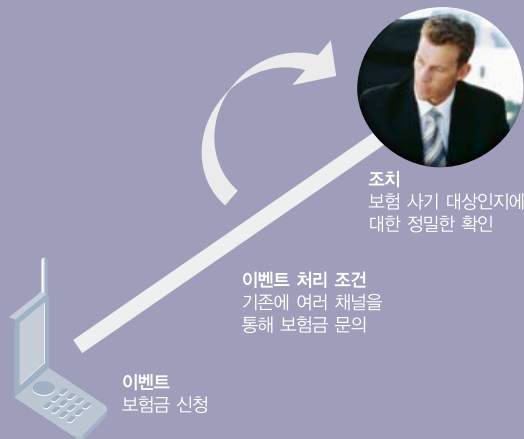 조치
보험 사기 대상인지에
대한 정밀한 확인
이벤트 처리 조건
기존에 여러 채널을
통해 보험금 문의
이벤트
보험금 신청